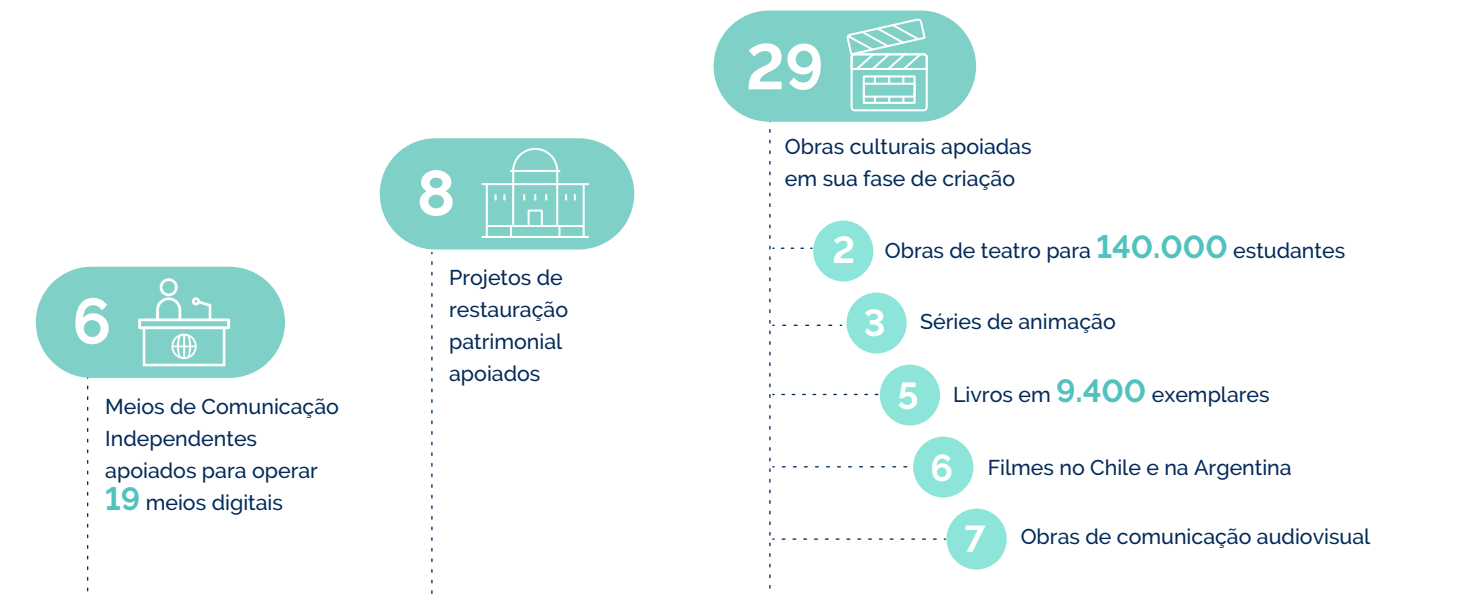 6
Meios de Comunicação
Independentes
apoiados para operar
19 meios digitais
8
Projetos de
restauração
patrimonial
apoiados
29
Obras culturais apoiadas
em sua fase de criação
2 Obras de teatro para 140.000 estudantes
3 Séries de animação
5 Livros em 9.400 exemplares
6 Filmes no Chile e na Argentina
7 Obras de comunicação audiovisual